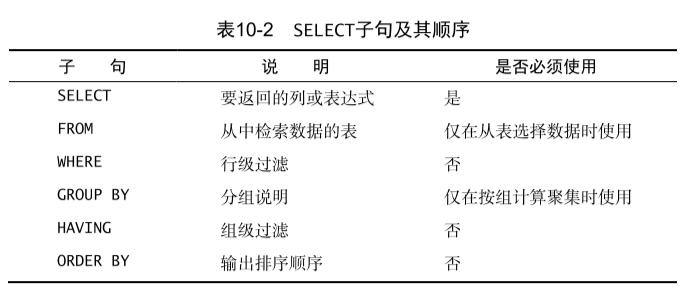 表10-2 SELECT子句及其顺序
子 句 说 明 是否必须使用
SELECT 要返回的列或表达式 是
FROM 从中检索数据的表 仅在从表选择数据时使用
WHERE 行级过滤 否
GROUP BY 分组说明 仅在按组计算聚集时使用
HAVING 组级过滤 否
ORDER BY 输出排序顺序 否